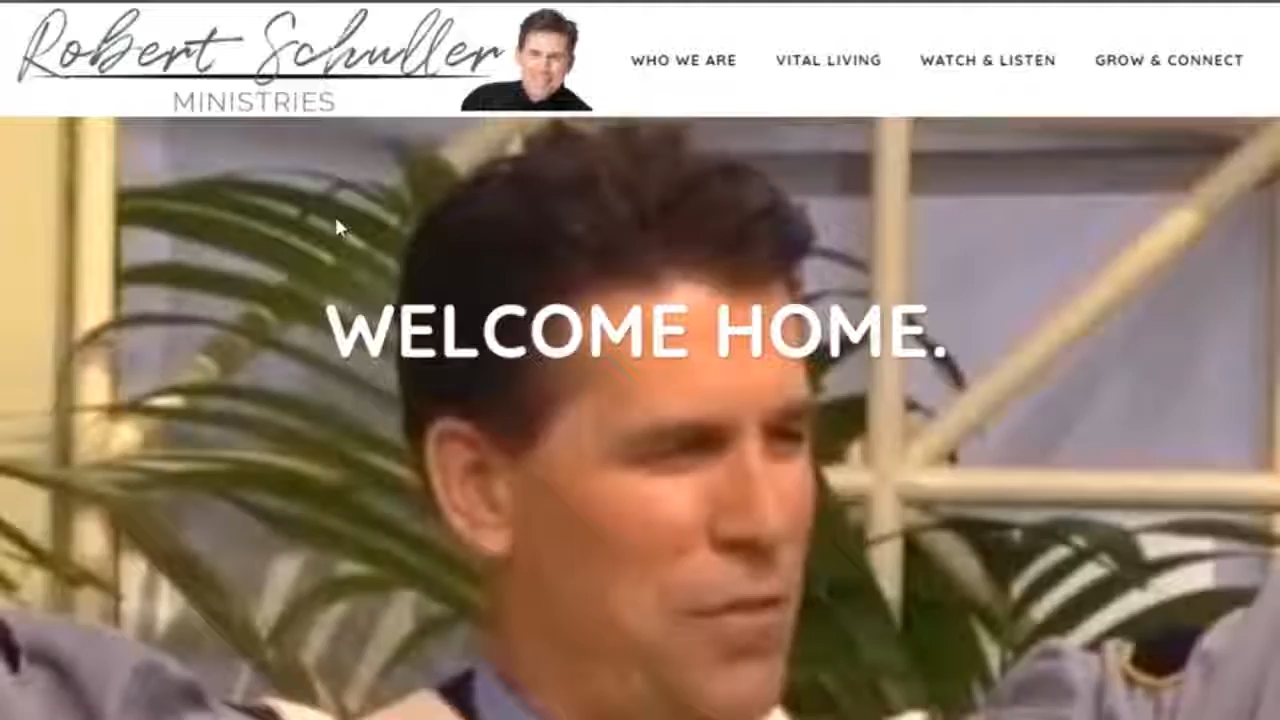 Robert Schuller
MINISTRIES
WHO WE ARE
VITAL LIVING
WATCH & LISTEN
GROW & CONNECT
WELCOME HOME.